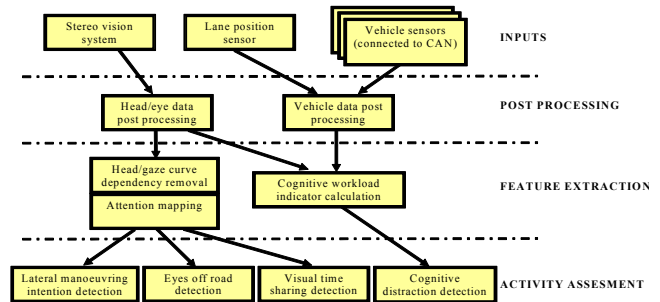 Stereo vision
system
Lane position
sensor
Vehicle sensors
(connected to CAN)
INPUTS
Head/eye data
post processing
Vehicle data post
processing
POST PROCESSING
Head/gaze curve
dependency removal
Attention mapping
Cognitive workload
indicator calculation
FEATURE EXTRACTION
Lateral manoeuvring
intention detection
Eyes off road
detection
Visual time
sharing detection
Cognitive
distraction detection
ACTIVITY ASSESMENT